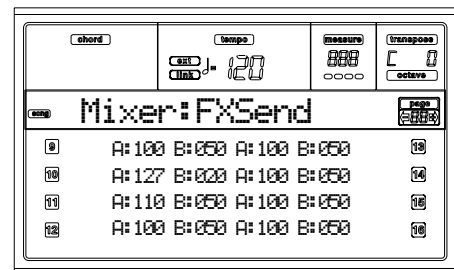 chord tempo measure transpose
ext link ♩= 120 888 C 0
octave
song Mixer:FXSend page 88
9 A:100 B:050 A:100 B:050 13
10 A:127 B:020 A:100 B:050 14
11 A:110 B:050 A:100 B:050 15
12 A:100 B:050 A:100 B:050 16